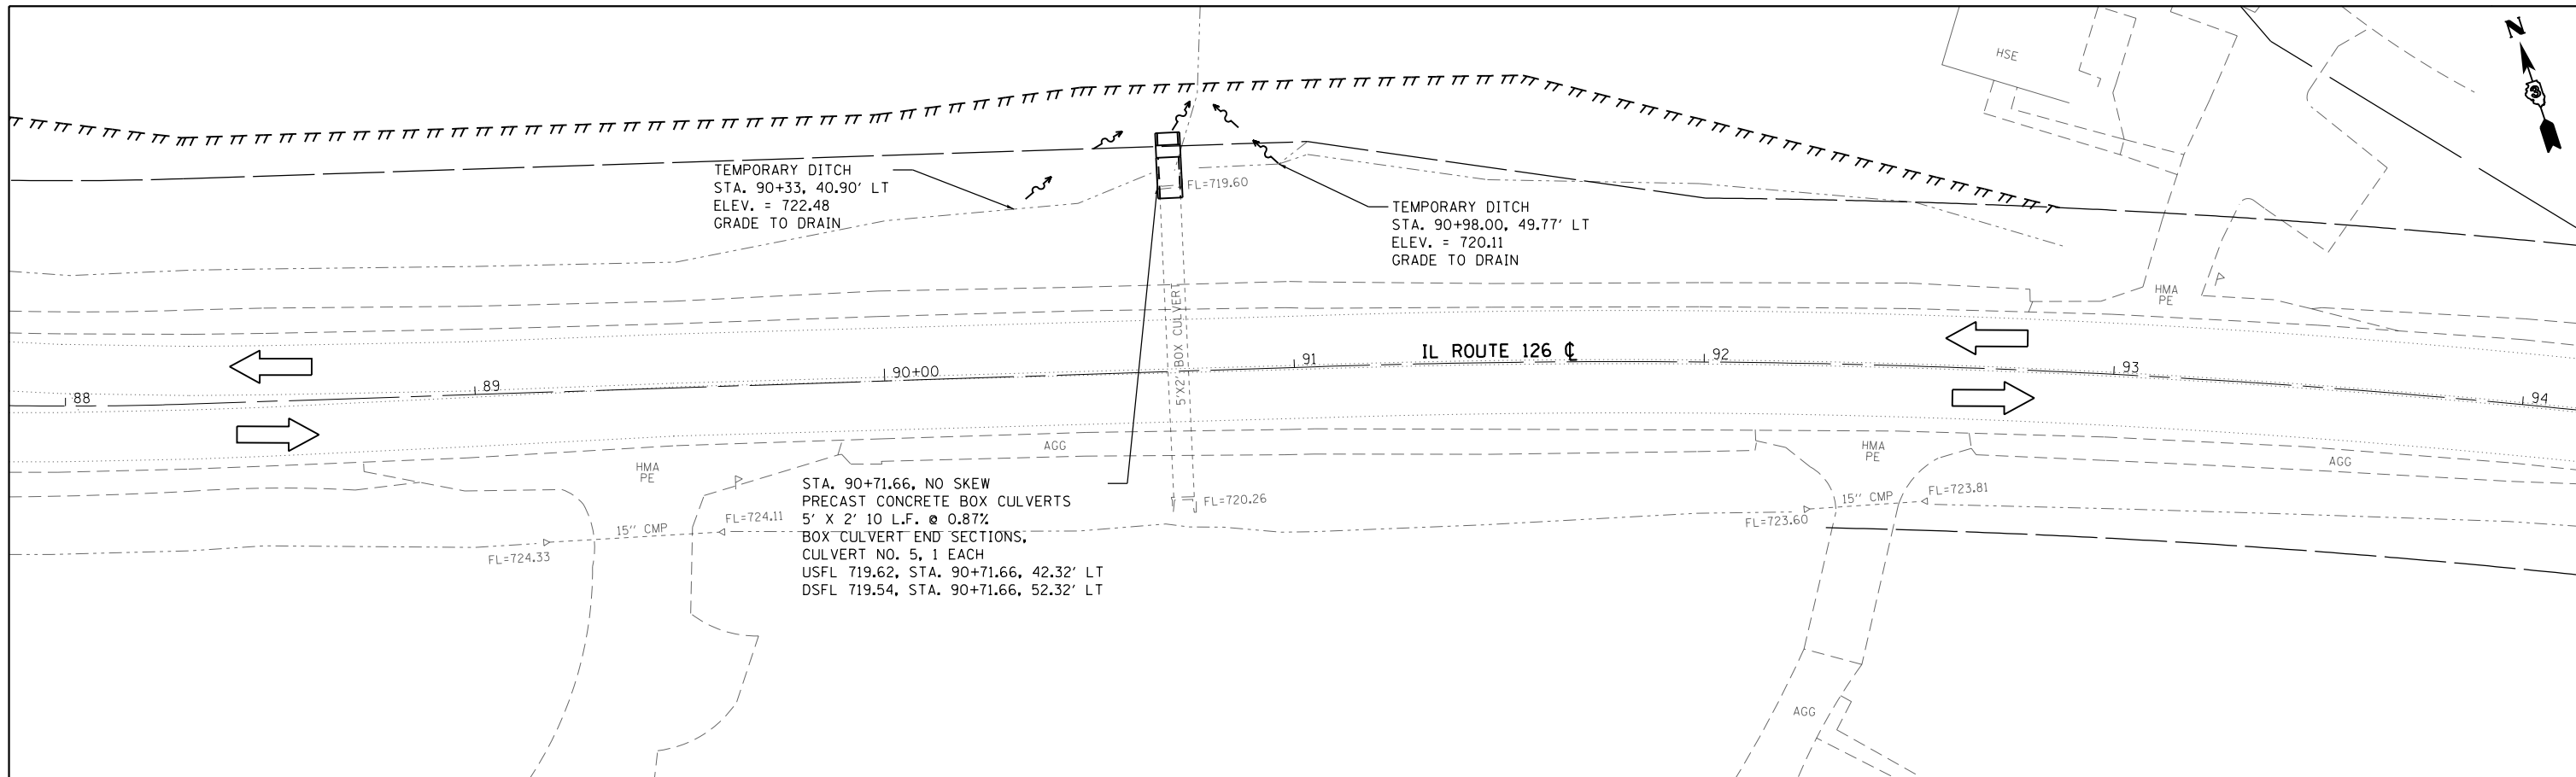 N
3
HSE
TEMPORARY DITCH
STA. 90+33, 40.90' LT
ELEV. = 722.48
GRADE TO DRAIN
FL=719.60
TEMPORARY DITCH
STA. 90+98.00, 49.77' LT
ELEV. = 720.11
GRADE TO DRAIN
HMA
PE
5'X2' BOX CULVERT
IL ROUTE 126 ℄
88
89
90+00
91
92
93
94
HMA
PE
AGG
HMA
PE
AGG
STA. 90+71.66, NO SKEW
PRECAST CONCRETE BOX CULVERTS
5' X 2' 10 L.F. @ 0.87%
BOX CULVERT END SECTIONS,
CULVERT NO. 5, 1 EACH
USFL 719.62, STA. 90+71.66, 42.32' LT
DSFL 719.54, STA. 90+71.66, 52.32' LT
FL=720.26
15'' CMP
FL=724.11
FL=724.33
15'' CMP
FL=723.81
FL=723.60
AGG